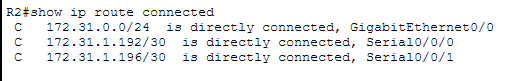 R2#show ip route connected
C   172.31.0.0/24  is directly connected, GigabitEthernet0/0
C   172.31.1.192/30  is directly connected, Serial0/0/0
C   172.31.1.196/30  is directly connected, Serial0/0/1